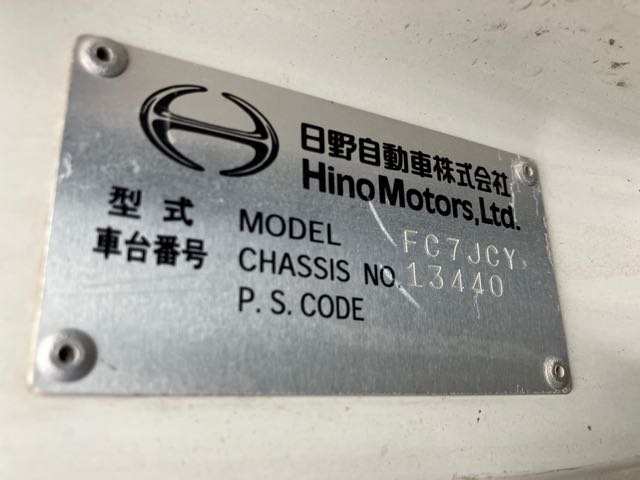 日野自動車株式会社
Hino Motors, Ltd.
型式 MODEL FC7JCY
車台番号 CHASSIS NO. 13440
P.S.CODE